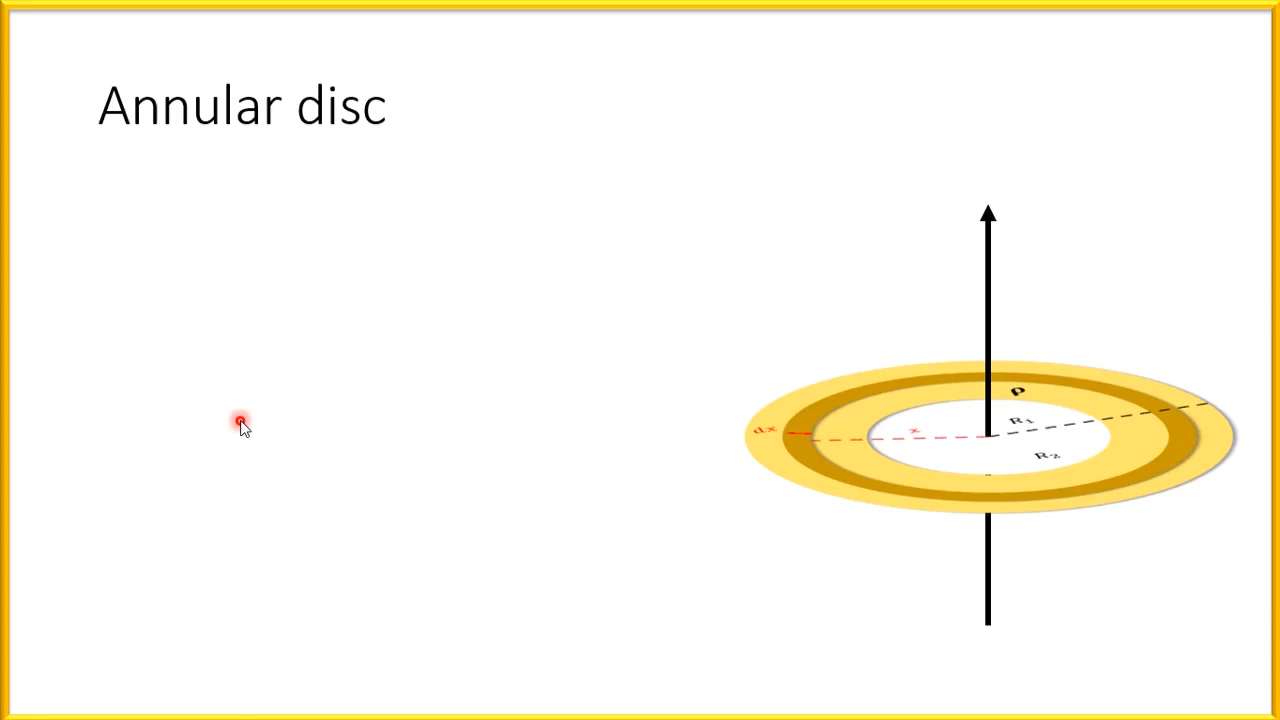 Annular disc
ρ
R₁
x
dx
R₂